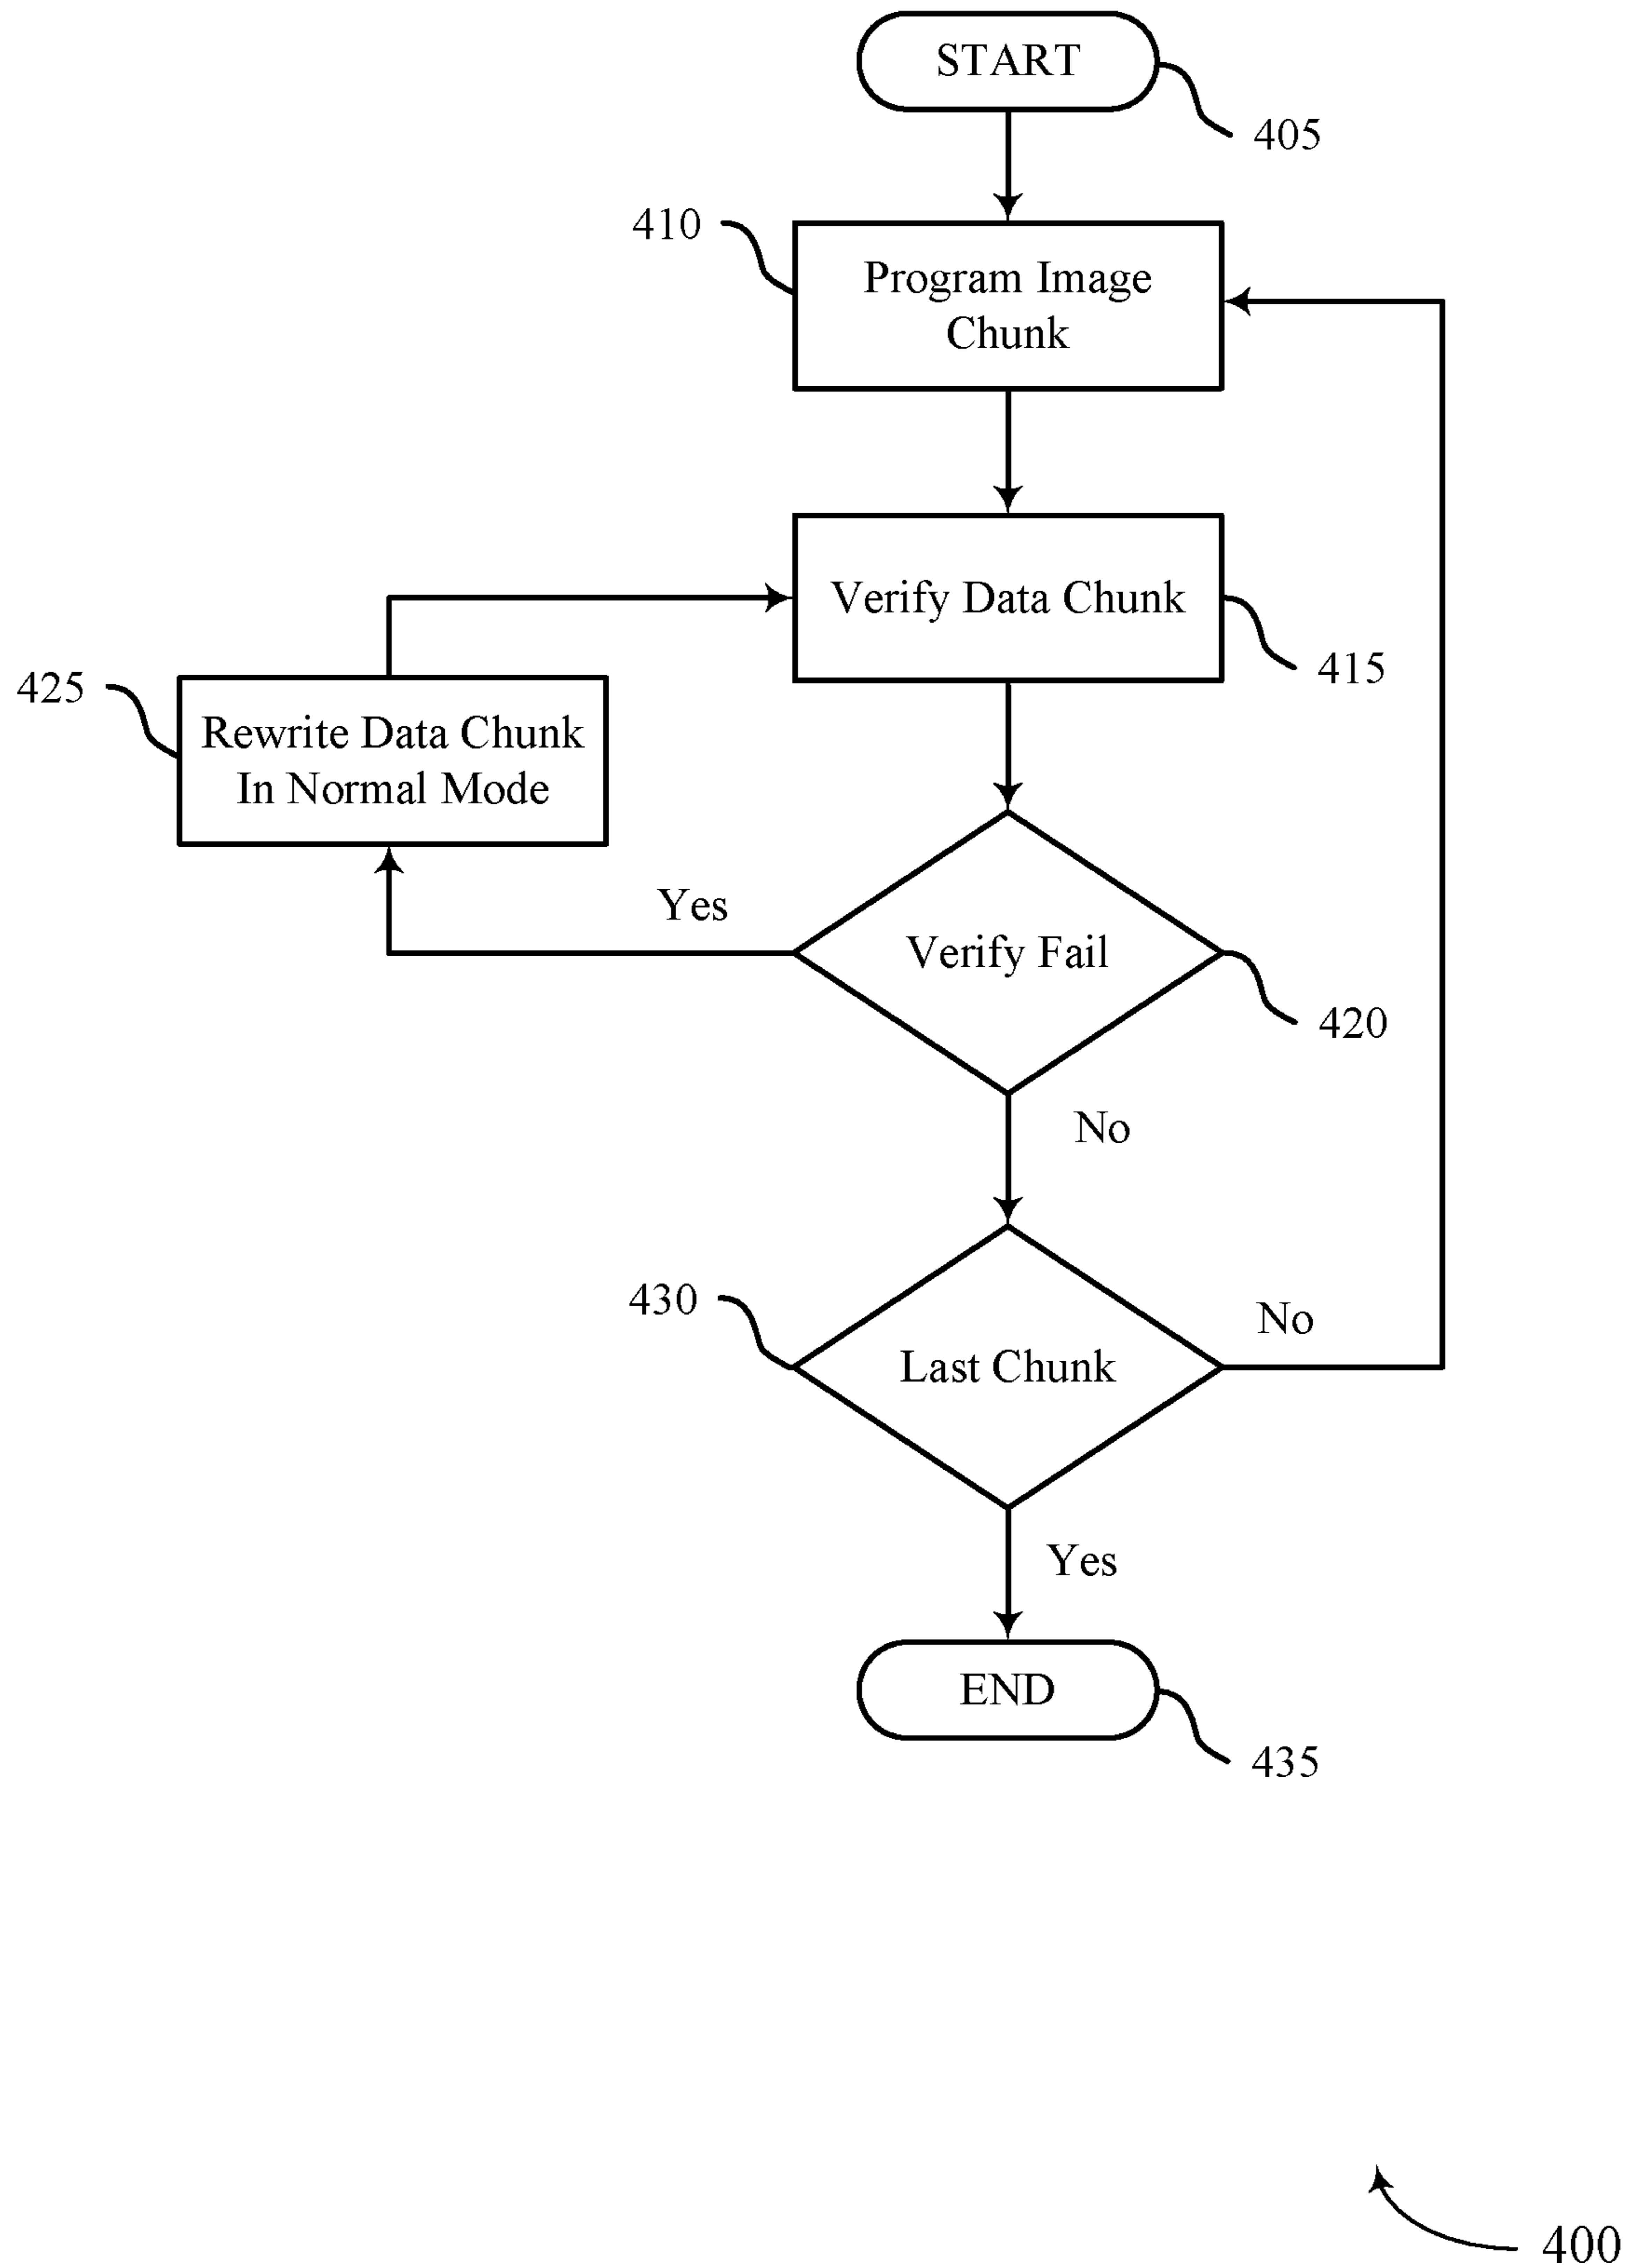 START
405
410
Program Image
Chunk
Verify Data Chunk
415
425
Rewrite Data Chunk
In Normal Mode
Yes
Verify Fail
420
No
430
No
Last Chunk
Yes
END
435
400